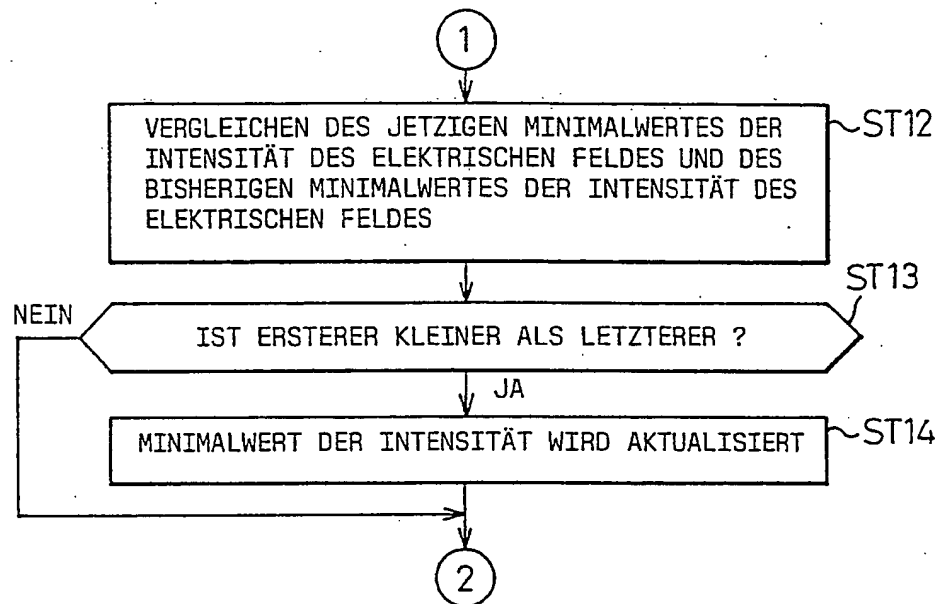 1
VERGLEICHEN DES JETZIGEN MINIMALWERTES DER
INTENSITÄT DES ELEKTRISCHEN FELDES UND DES
BISHERIGEN MINIMALWERTES DER INTENSITÄT DES
ELEKTRISCHEN FELDES
ST12
ST13
NEIN
IST ERSTERER KLEINER ALS LETZTERER ?
JA
MINIMALWERT DER INTENSITÄT WIRD AKTUALISIERT
ST14
2